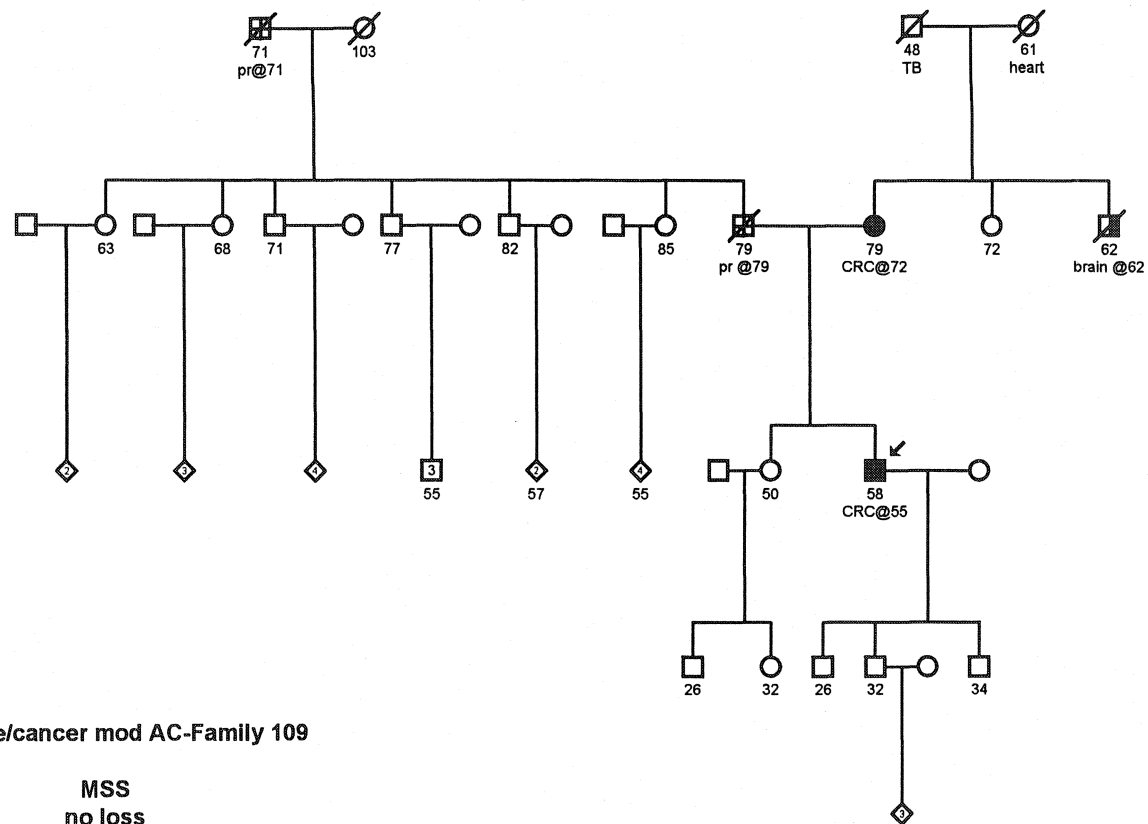 71 103 48 61
pr@71 TB heart
63 68 71 77 82 85 79 79 72 62
pr @79 CRC@72 brain @62
2 3 4 3 2 4
55 57 55 50 58
CRC@55
26 32 26 32 34
e/cancer mod AC-Family 109
MSS
no loss
3